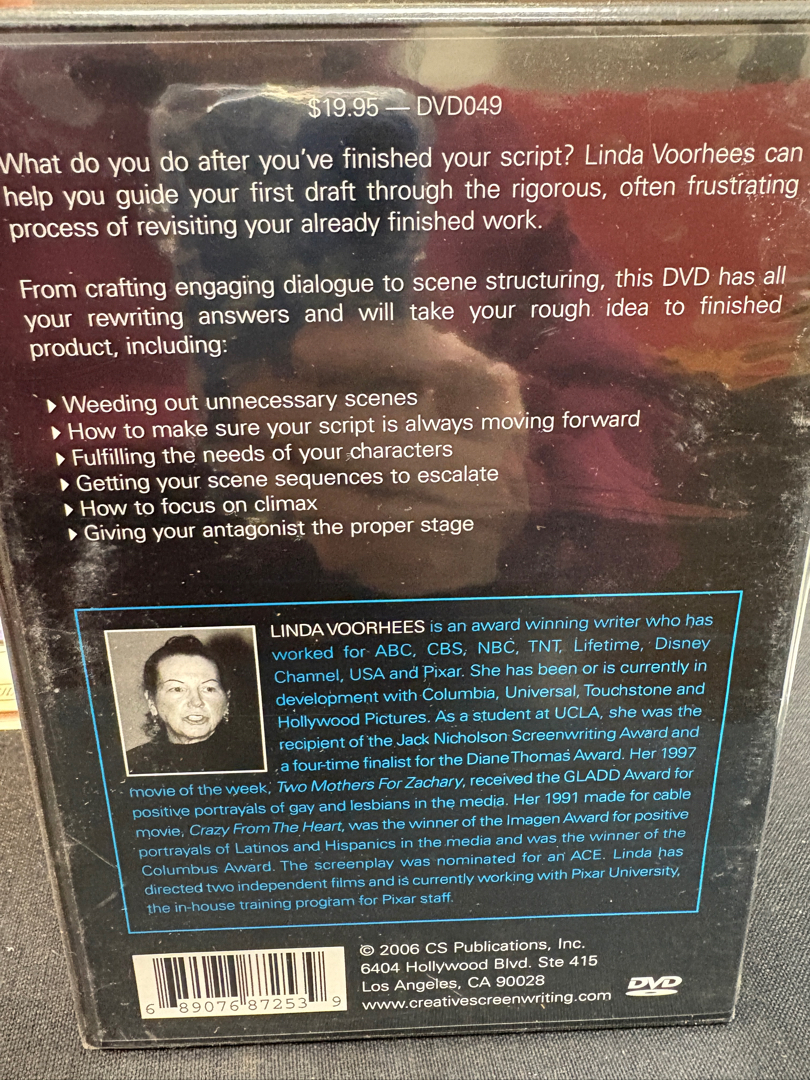 $19.95 — DVD049
What do you do after you've finished your script? Linda Voorhees can
help you guide your first draft through the rigorous, often frustrating
process of revisiting your already finished work.
From crafting engaging dialogue to scene structuring, this DVD has all
your rewriting answers and will take your rough idea to finished
product, including:
Weeding out unnecessary scenes
How to make sure your script is always moving forward
Fulfilling the needs of your characters
Getting your scene sequences to escalate
How to focus on climax
Giving your antagonist the proper stage
LINDA VOORHEES is an award winning writer who has
worked for ABC, CBS, NBC, TNT, Lifetime, Disney
Channel, USA and Pixar. She has been or is currently in
development with Columbia, Universal, Touchstone and
Hollywood Pictures. As a student at UCLA, she was the
recipient of the Jack Nicholson Screenwriting Award and
a four-time finalist for the Diane Thomas Award. Her 1997
movie of the week, Two Mothers For Zachary, received the GLADD Award for
positive portrayals of gay and lesbians in the media. Her 1991 made for cable
movie, Crazy From The Heart, was the winner of the Imagen Award for positive
portrayals of Latinos and Hispanics in the media and was the winner of the
Columbus Award. The screenplay was nominated for an ACE. Linda has
directed two independent films and is currently working with Pixar University,
the in-house training program for Pixar staff.
© 2006 CS Publications, Inc.
6404 Hollywood Blvd. Ste 415
Los Angeles, CA 90028
www.creativescreenwriting.com
DVD
6 89076 87253 9